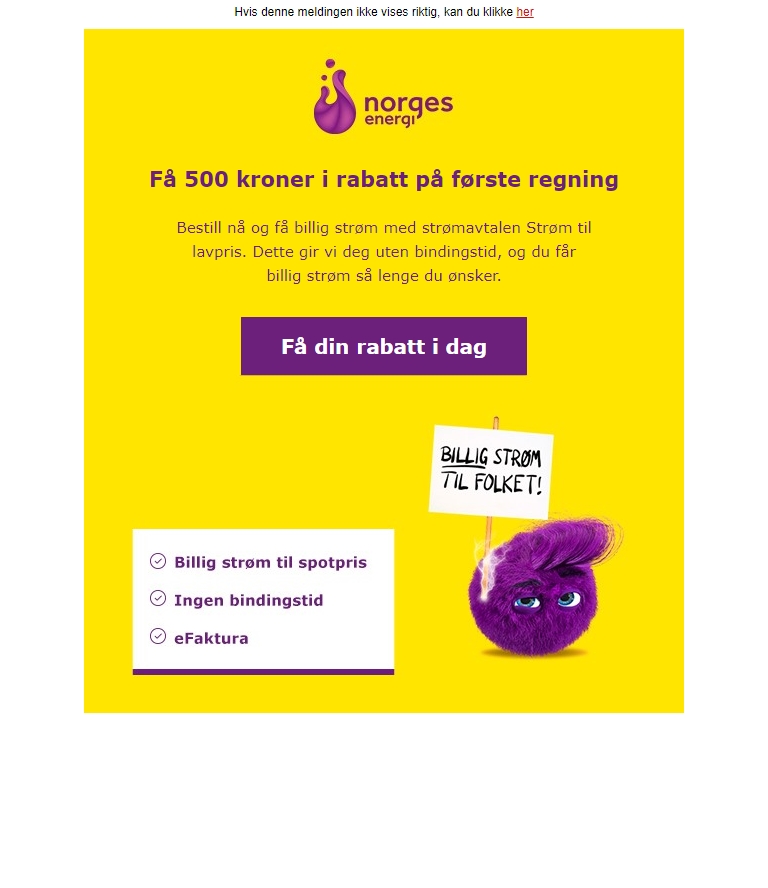 Hvis denne meldingen ikke vises riktig, kan du klikke her
norges
energi
Få 500 kroner i rabatt på første regning
Bestill nå og få billig strøm med strømavtalen Strøm til
lavpris. Dette gir vi deg uten bindingstid, og du får
billig strøm så lenge du ønsker.
Få din rabatt i dag
BILLIG STRØM
TIL FOLKET!
Billig strøm til spotpris
Ingen bindingstid
eFaktura